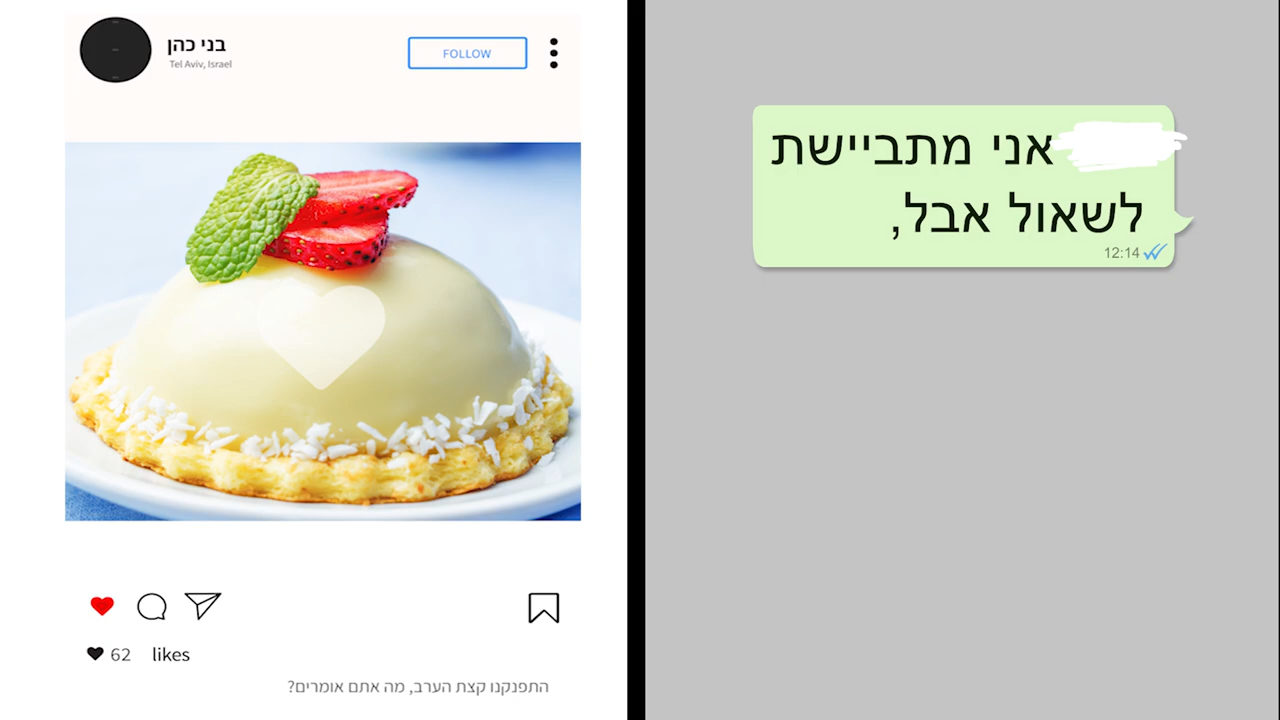 בני כהן
Tel Aviv, Israel
FOLLOW
62 likes
התפנקנו קצת הערב, מה אתם אומרים?
אני מתביישת
לשאול אבל,
12:14